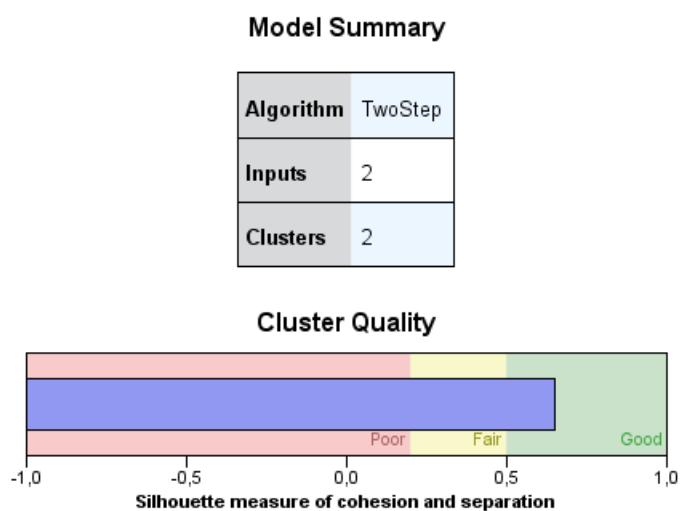 Model Summary
Algorithm TwoStep
Inputs 2
Clusters 2
Cluster Quality
Poor Fair Good
-1,0 -0,5 0,0 0,5 1,0
Silhouette measure of cohesion and separation